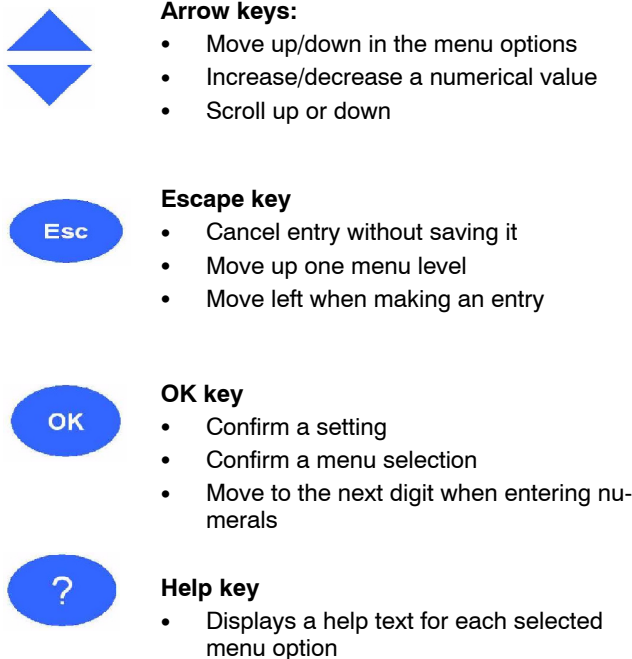 Arrow keys:
• Move up/down in the menu options
• Increase/decrease a numerical value
• Scroll up or down
Esc
Escape key
• Cancel entry without saving it
• Move up one menu level
• Move left when making an entry
OK
OK key
• Confirm a setting
• Confirm a menu selection
• Move to the next digit when entering nu-
merals
?
Help key
• Displays a help text for each selected
menu option